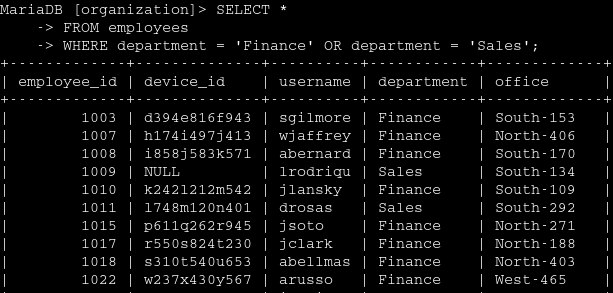 MariaDB [organization]> SELECT *
    -> FROM employees
    -> WHERE department = 'Finance' OR department = 'Sales';
+-------------+--------------+----------+------------+-------------+
| employee_id | device_id    | username | department | office      |
+-------------+--------------+----------+------------+-------------+
|        1003 | d394e816f943 | sgilmore | Finance    | South-153   |
|        1007 | h174i497j413 | wjaffrey | Finance    | North-406   |
|        1008 | i858j583k571 | abernard | Finance    | South-170   |
|        1009 | NULL         | lrodriqu | Sales      | South-134   |
|        1010 | k242l212m542 | jlansky  | Finance    | South-109   |
|        1011 | l748m120n401 | drosas   | Sales      | South-292   |
|        1015 | p611q262r945 | jsoto    | Finance    | North-271   |
|        1017 | r550s824t230 | jclark   | Finance    | North-188   |
|        1018 | s310t540u653 | abellmas | Finance    | North-403   |
|        1022 | w237x430y567 | arusso   | Finance    | West-465    |